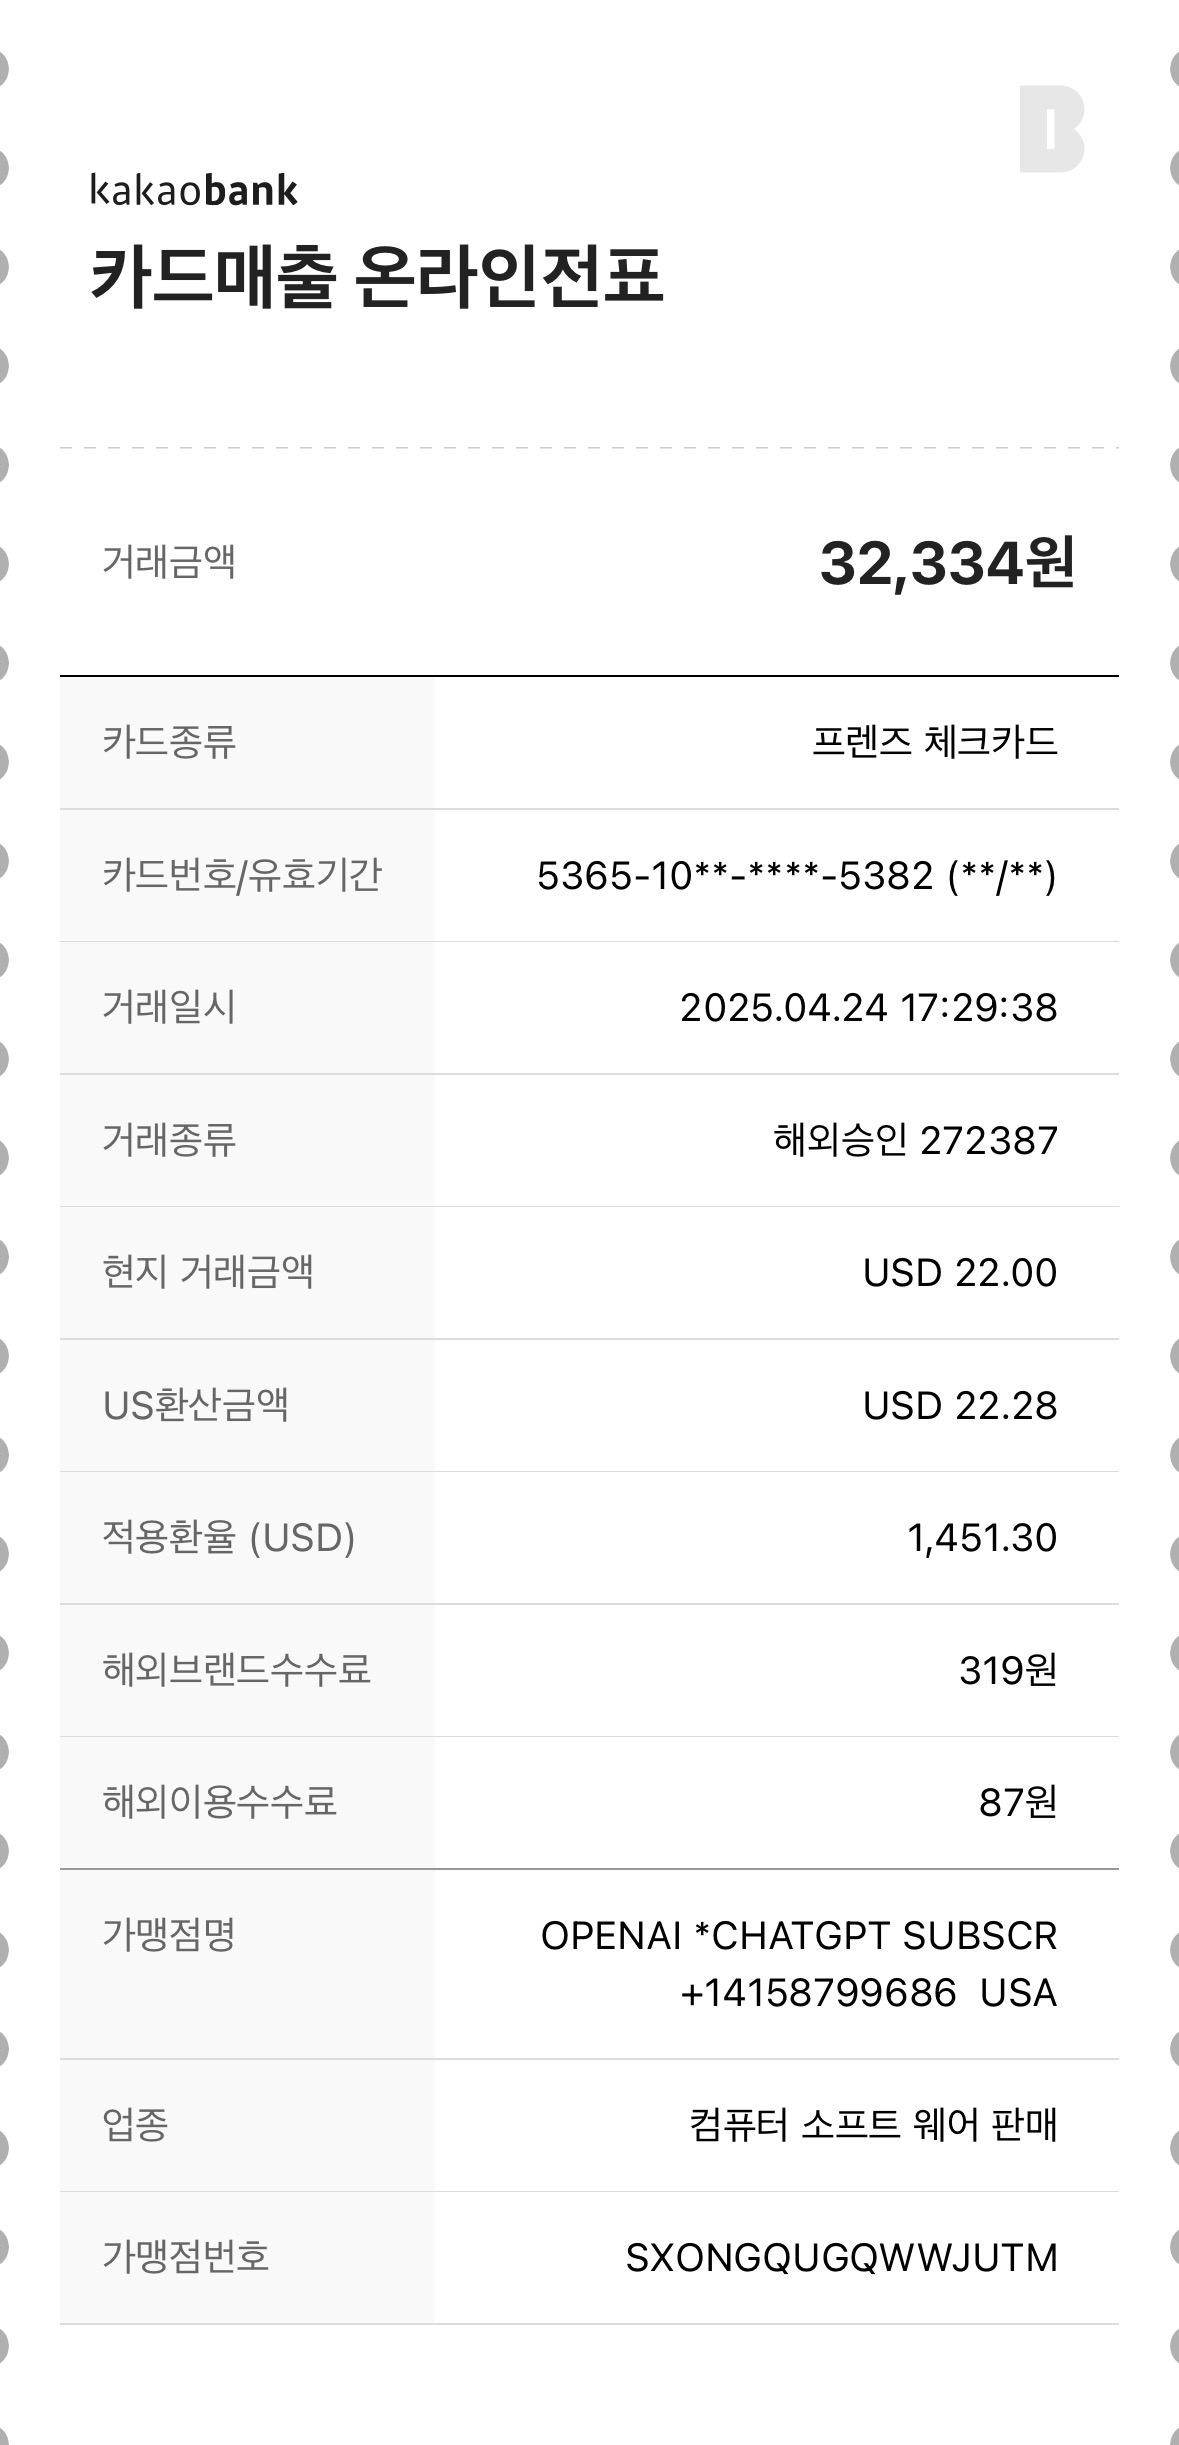 kakaobank
카드매출 온라인전표
거래금액 32,334원
카드종류 프렌즈 체크카드
카드번호/유효기간 5365-10**-****-5382 (**/**)
거래일시 2025.04.24 17:29:38
거래종류 해외승인 272387
현지 거래금액 USD 22.00
US환산금액 USD 22.28
적용환율 (USD) 1,451.30
해외브랜드수수료 319원
해외이용수수료 87원
가맹점명 OPENAI *CHATGPT SUBSCR
+14158799686  USA
업종 컴퓨터 소프트 웨어 판매
가맹점번호 SXONGQUGQWWJUTM